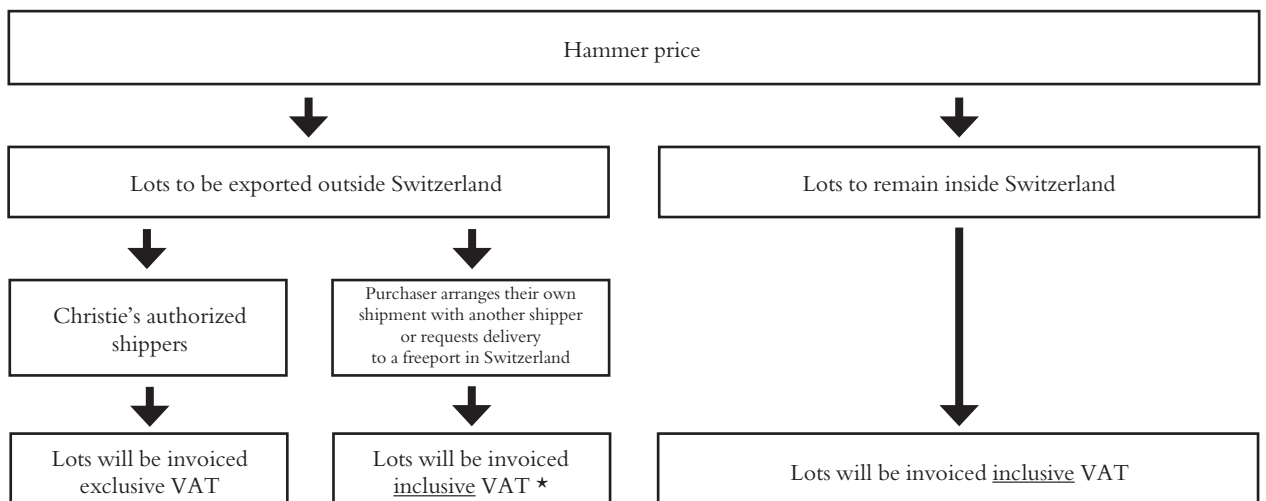 Hammer price
Lots to be exported outside Switzerland
Lots to remain inside Switzerland
Christie's authorized
shippers
Purchaser arranges their own
shipment with another shipper
or requests delivery
to a freeport in Switzerland
Lots will be invoiced
exclusive VAT
Lots will be invoiced
inclusive VAT ★
Lots will be invoiced inclusive VAT